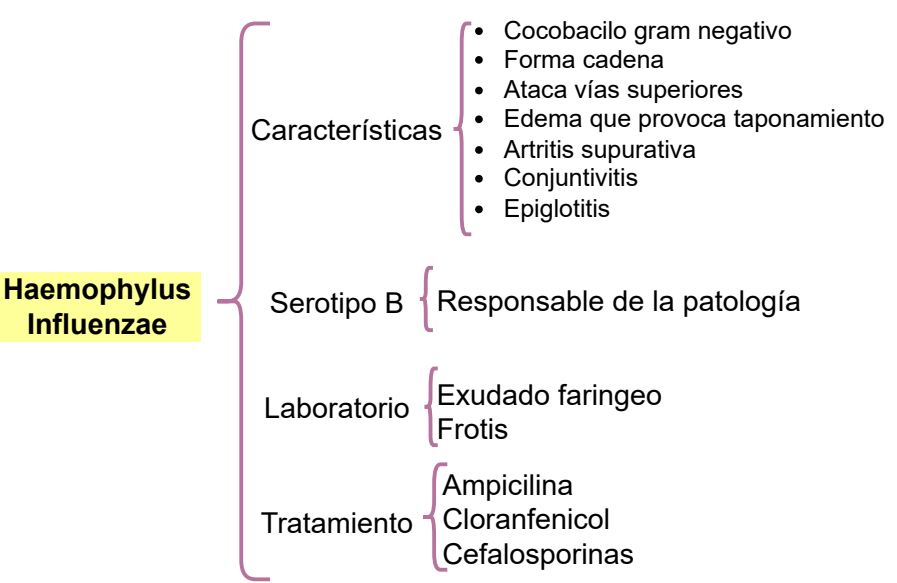 Haemophylus
Influenzae
Características
• Cocobacilo gram negativo
• Forma cadena
• Ataca vías superiores
• Edema que provoca taponamiento
• Artritis supurativa
• Conjuntivitis
• Epiglotitis
Serotipo B
Responsable de la patología
Laboratorio
Exudado faringeo
Frotis
Tratamiento
Ampicilina
Cloranfenicol
Cefalosporinas